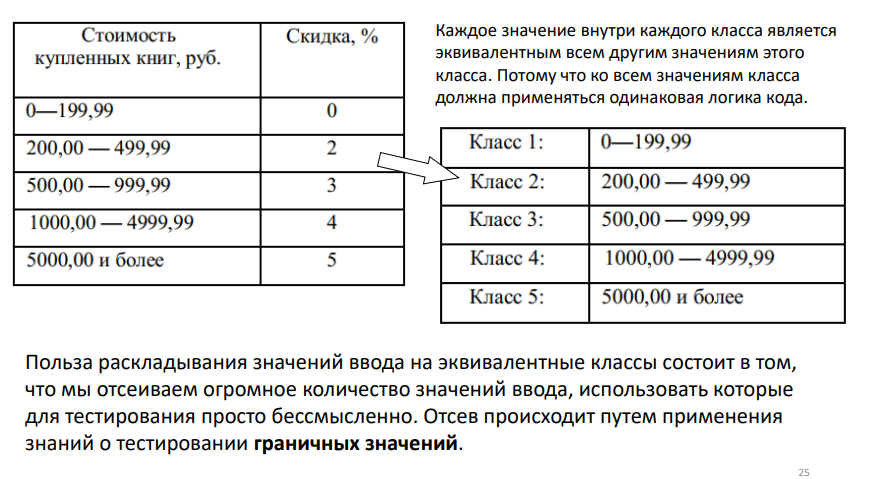 Стоимость
купленных книг, руб.
Скидка, %
0—199,99
0
200,00 — 499,99
2
500,00 — 999,99
3
1000,00 — 4999,99
4
5000,00 и более
5
Каждое значение внутри каждого класса является
эквивалентным всем другим значениям этого
класса. Потому что ко всем значениям класса
должна применяться одинаковая логика кода.
Класс 1:
0—199,99
Класс 2:
200,00 — 499,99
Класс 3:
500,00 — 999,99
Класс 4:
1000,00 — 4999,99
Класс 5:
5000,00 и более
Польза раскладывания значений ввода на эквивалентные классы состоит в том,
что мы отсеиваем огромное количество значений ввода, использовать которые
для тестирования просто бессмысленно. Отсев происходит путем применения
знаний о тестировании граничных значений.
25